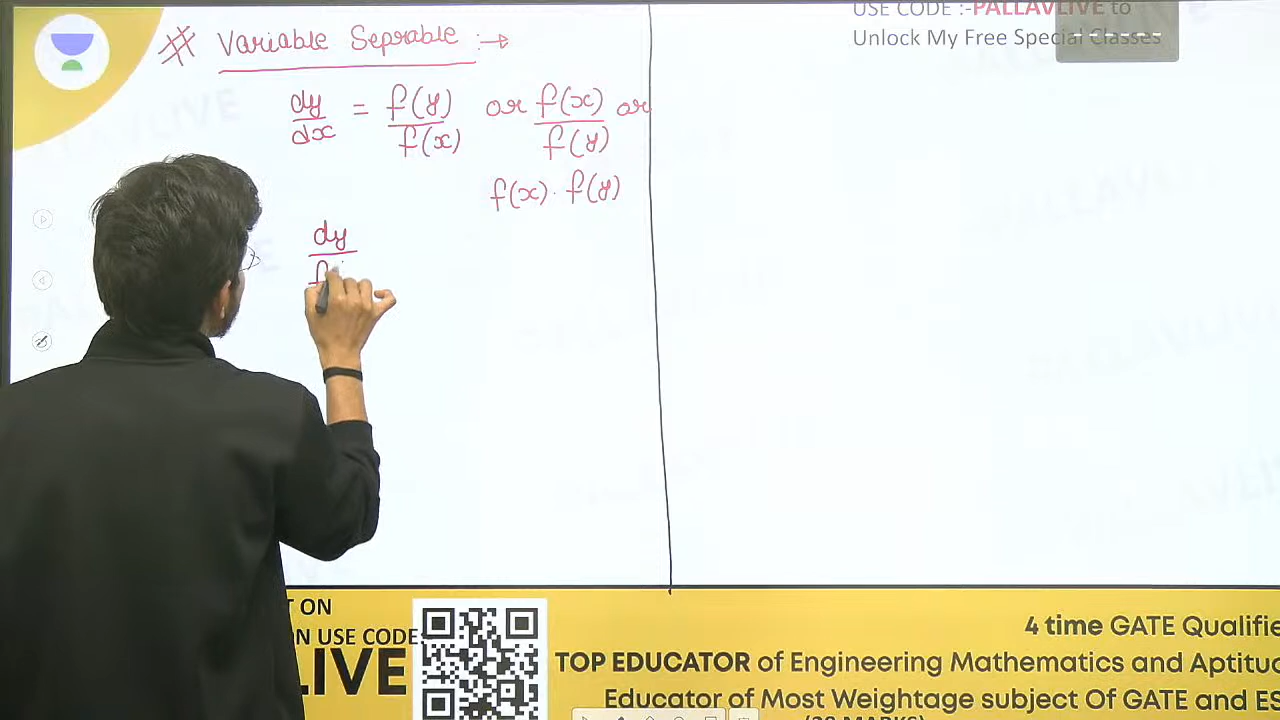 USE CODE :-PALLAVLIVE to
Unlock My Free Special Classes
# Variable Seprable :→
dy/dx = f(y)/f(x) or f(x)/f(y) or
f(x) · f(y)
dy
f
T ON
N USE CODE:
LIVE
4 time GATE Qualifie
TOP EDUCATOR of Engineering Mathematics and Aptitud
Educator of Most Weightage subject Of GATE and ES